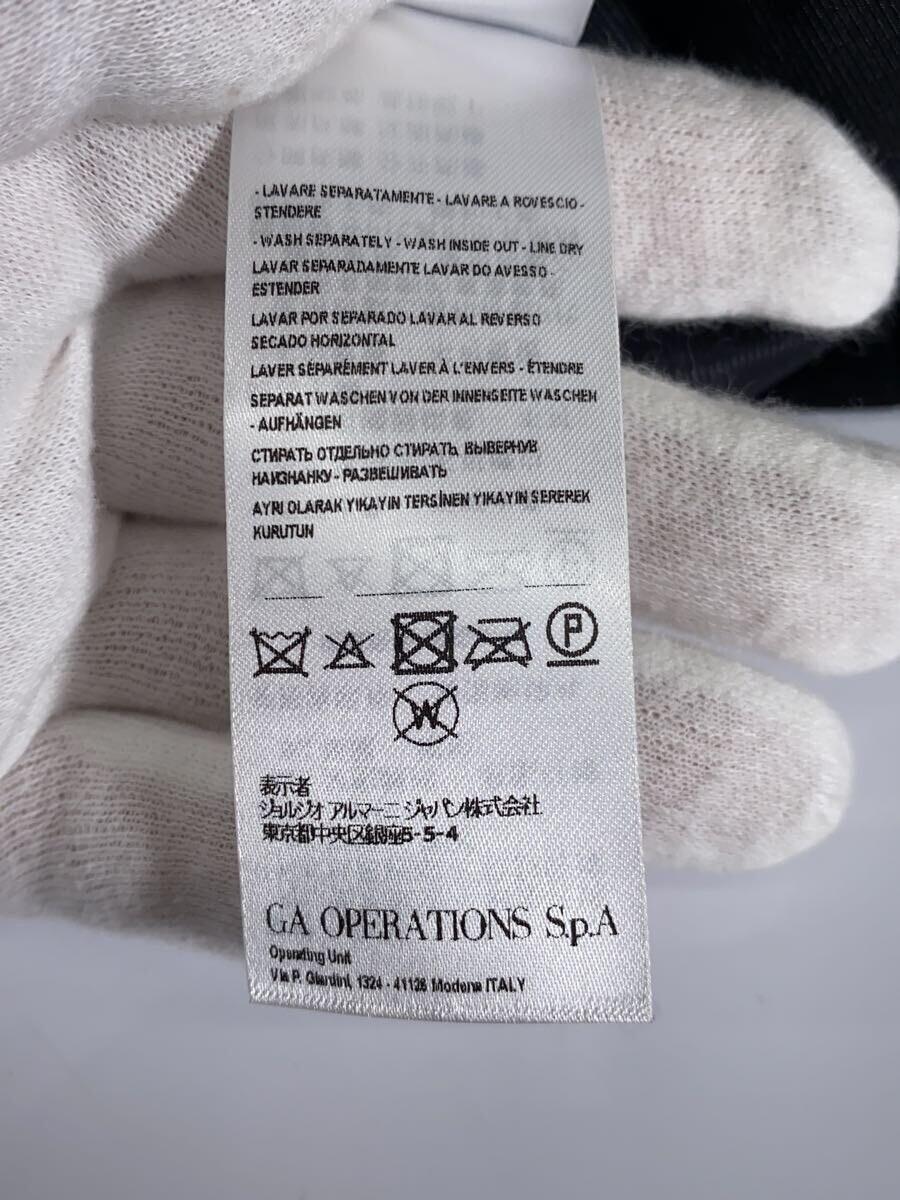 - LAVARE SEPARATAMENTE - LAVARE A ROVESCIO -
STENDERE
- WASH SEPARATELY - WASH INSIDE OUT - LINE DRY
LAVAR SEPARADAMENTE LAVAR DO AVESSO -
ESTENDER
LAVAR POR SEPARADO LAVAR AL REVERSO
SECADO HORIZONTAL
LAVER SÉPARÉMENT LAVER À L'ENVERS - ÉTENDRE
SEPARAT WASCHEN VON DER INNENSEITE WASCHEN
- AUFHÄNGEN
СТИРАТЬ ОТДЕЛЬНО СТИРАТЬ, ВЫВЕРНУВ
НАИЗНАНКУ - РАЗВЕШИВАТЬ
AYRI OLARAK YIKAYIN TERSİNEN YIKAYIN SEREREK
KURUTUN
P
W
表示者
ジョルジオ アルマーニ ジャパン株式会社
東京都中央区銀座5-5-4
GA OPERATIONS S.p.A
Operating Unit
Via P. Giardini, 1324 - 41126 Modena ITALY